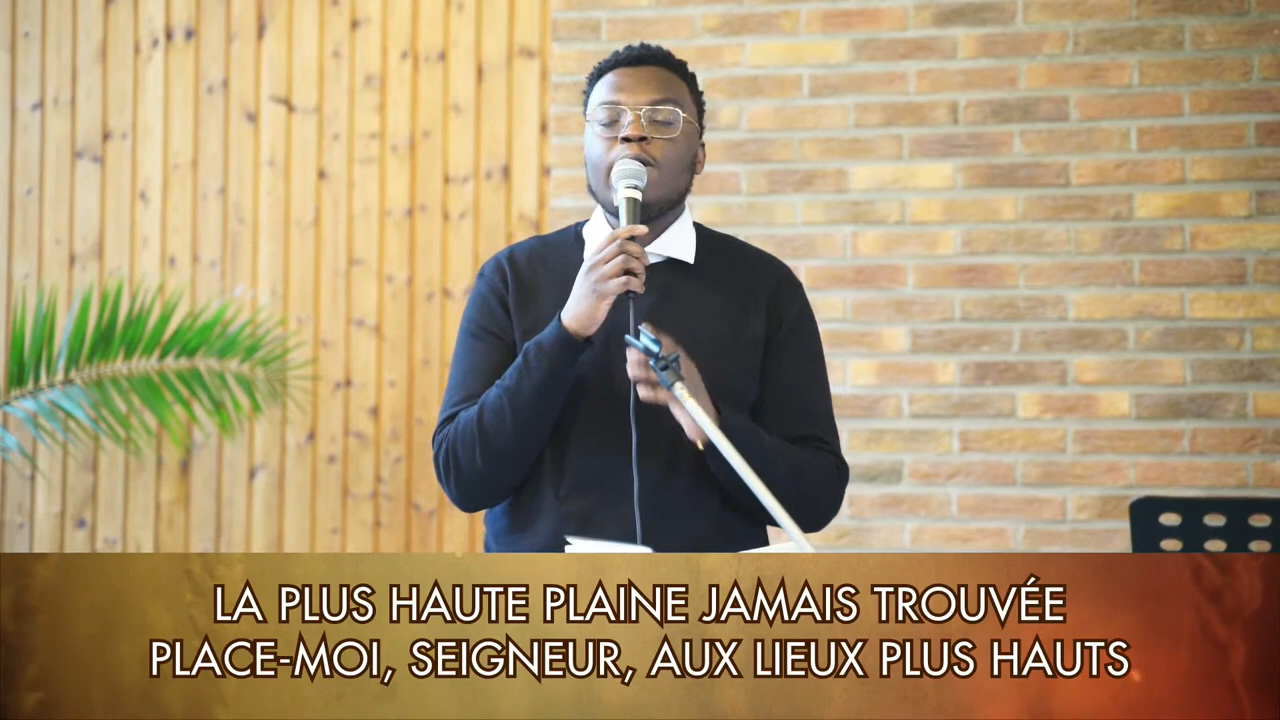 LA PLUS HAUTE PLAINE JAMAIS TROUVÉE
PLACE-MOI, SEIGNEUR, AUX LIEUX PLUS HAUTS